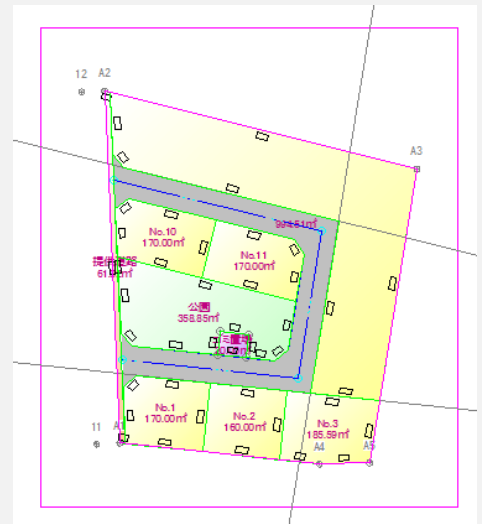 12 A2
A3
994.51㎡
No.10
170.00㎡
No.11
170.00㎡
公園
358.85㎡
No.1
170.00㎡
No.2
160.00㎡
No.3
185.59㎡
11 A1
A4
A5